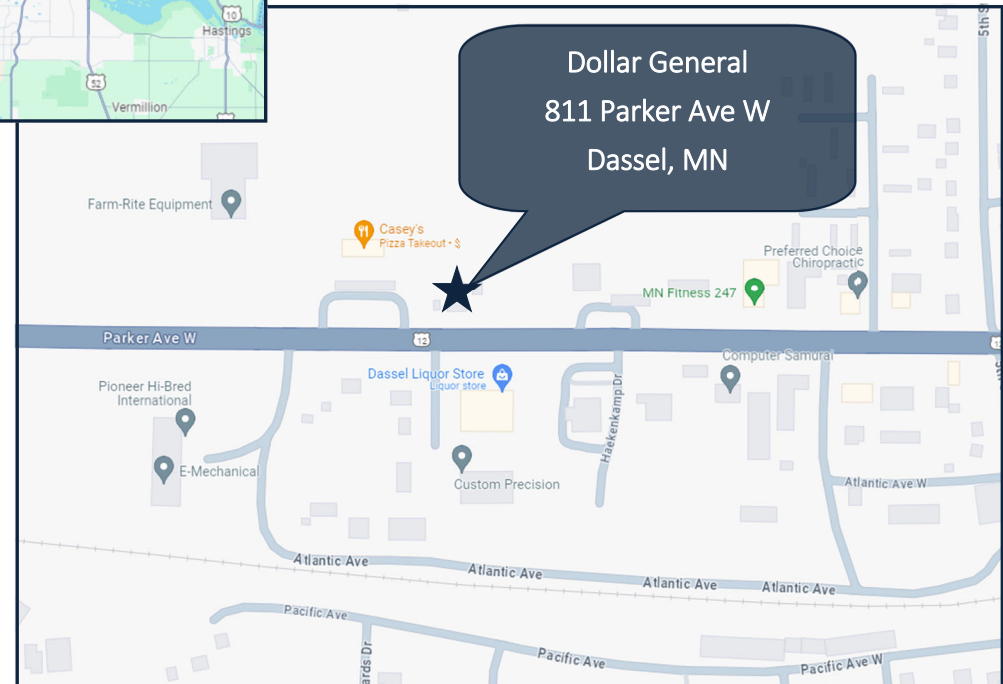 10
Hastings
52
Vermillion
5th S
Dollar General
811 Parker Ave W
Dassel, MN
Farm-Rite Equipment
Casey's
Pizza Takeout • $
Preferred Choice
Chiropractic
MN Fitness 247
Parker Ave W
12
12
Computer Samurai
Dassel Liquor Store
Liquor store
Pioneer Hi-Bred
International
Haekenkamp Dr
E-Mechanical
Custom Precision
Atlantic Ave W
Atlantic Ave
Atlantic Ave
Atlantic Ave
Atlantic Ave
Pacific Ave
Pacific Ave
Pacific Ave W
ards Dr